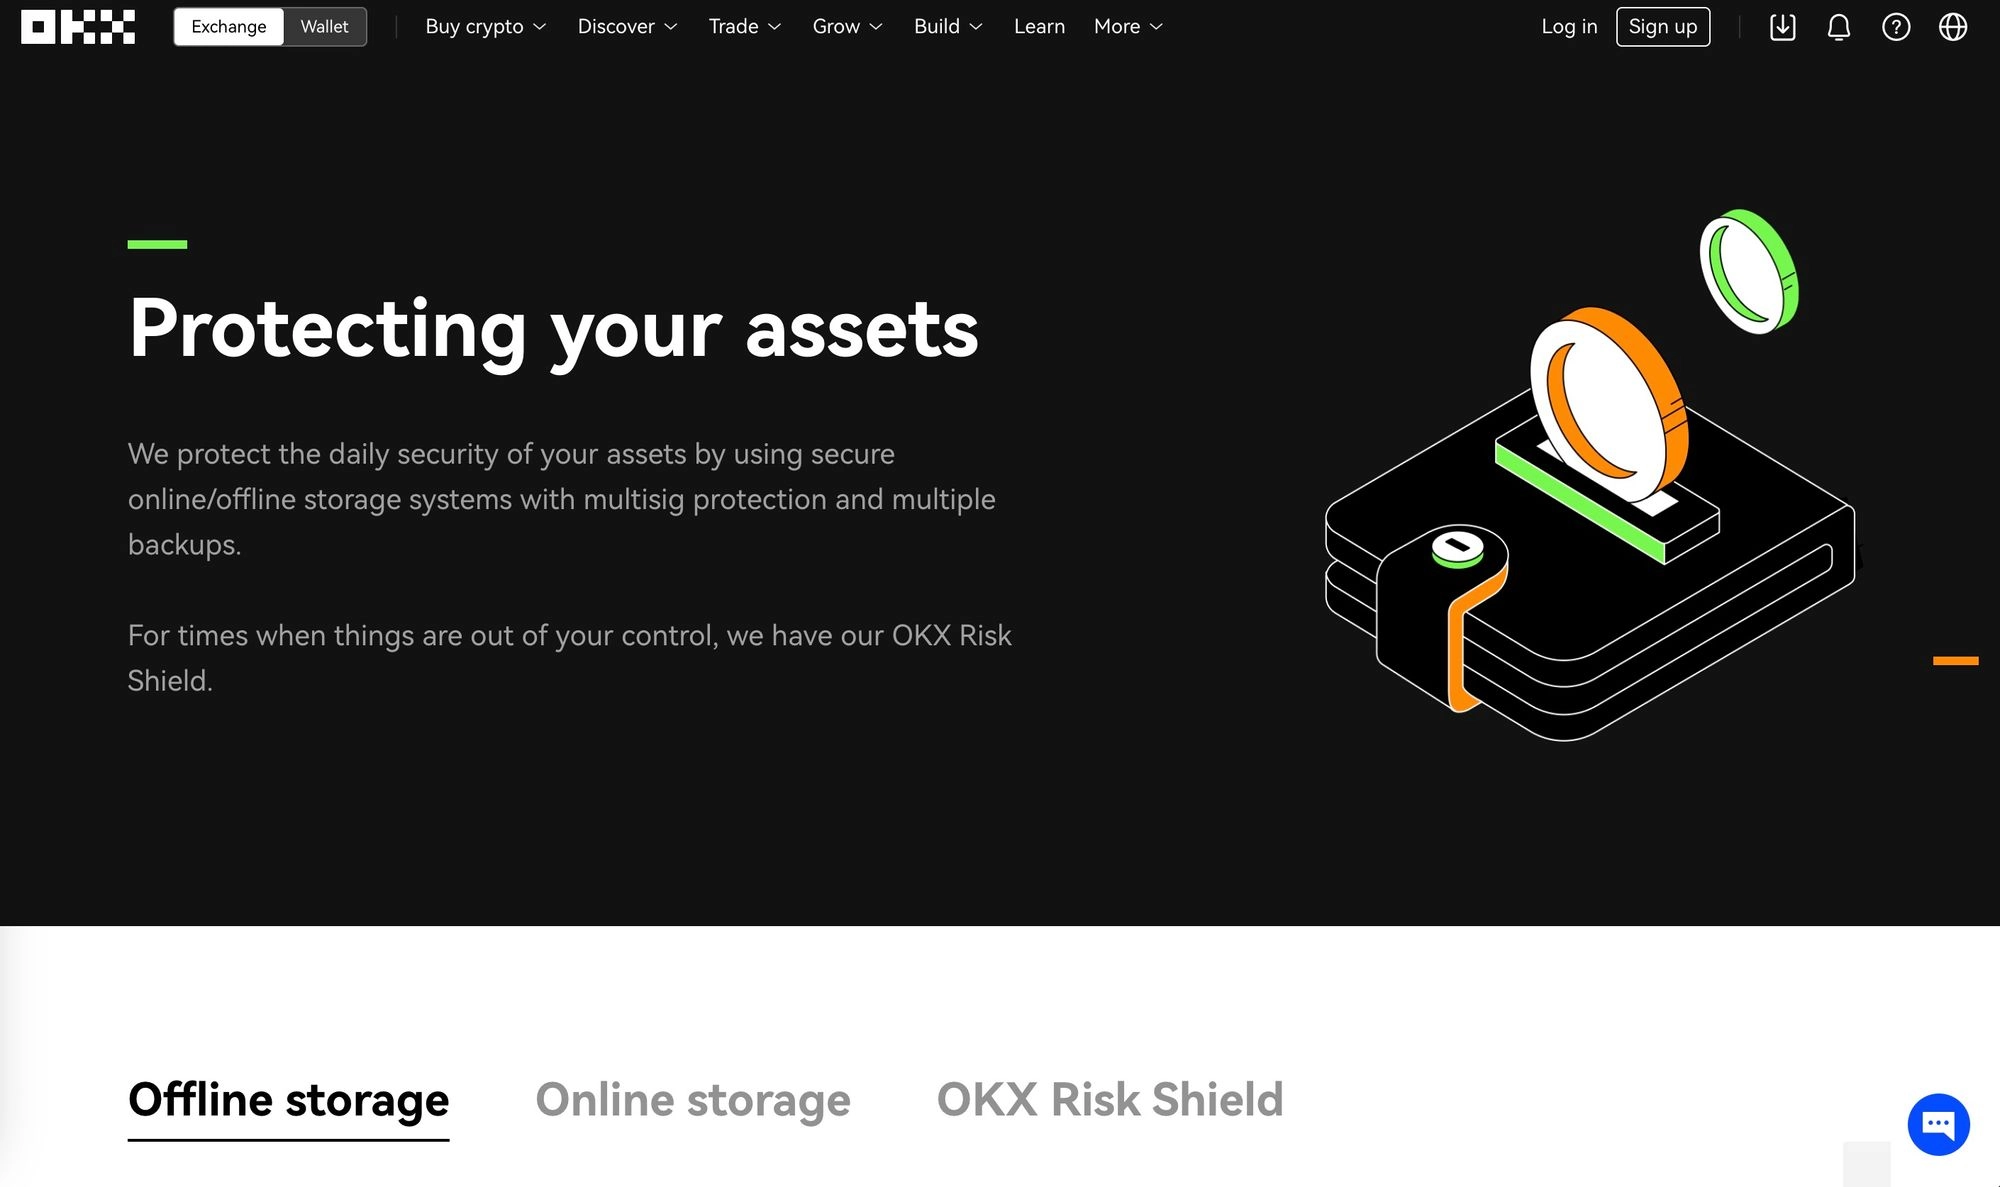 OKX
Exchange Wallet Buy crypto Discover Trade Grow Build Learn More Log in Sign up
Protecting your assets
We protect the daily security of your assets by using secure
online/offline storage systems with multisig protection and multiple
backups.
For times when things are out of your control, we have our OKX Risk
Shield.
Offline storage Online storage OKX Risk Shield